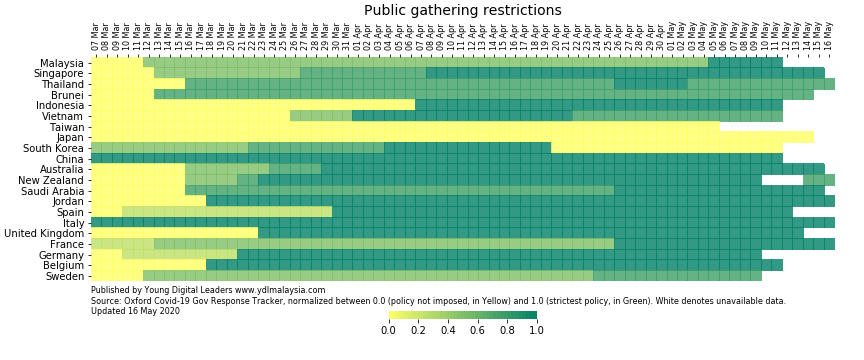 Public gathering restrictions
07 Mar
08 Mar
09 Mar
10 Mar
11 Mar
12 Mar
13 Mar
14 Mar
15 Mar
16 Mar
17 Mar
18 Mar
19 Mar
20 Mar
21 Mar
22 Mar
23 Mar
24 Mar
25 Mar
26 Mar
27 Mar
28 Mar
29 Mar
30 Mar
31 Mar
01 Apr
02 Apr
03 Apr
04 Apr
05 Apr
06 Apr
07 Apr
08 Apr
09 Apr
10 Apr
11 Apr
12 Apr
13 Apr
14 Apr
15 Apr
16 Apr
17 Apr
18 Apr
19 Apr
20 Apr
21 Apr
22 Apr
23 Apr
24 Apr
25 Apr
26 Apr
27 Apr
28 Apr
29 Apr
30 Apr
01 May
02 May
03 May
04 May
05 May
06 May
07 May
08 May
09 May
10 May
11 May
12 May
13 May
14 May
15 May
16 May
Malaysia
Singapore
Thailand
Brunei
Indonesia
Vietnam
Taiwan
Japan
South Korea
China
Australia
New Zealand
Saudi Arabia
Jordan
Spain
Italy
United Kingdom
France
Germany
Belgium
Sweden
Published by Young Digital Leaders www.ydlmalaysia.com
Source: Oxford Covid-19 Gov Response Tracker, normalized between 0.0 (policy not imposed, in Yellow) and 1.0 (strictest policy, in Green). White denotes unavailable data.
Updated 16 May 2020
0.0 0.2 0.4 0.6 0.8 1.0